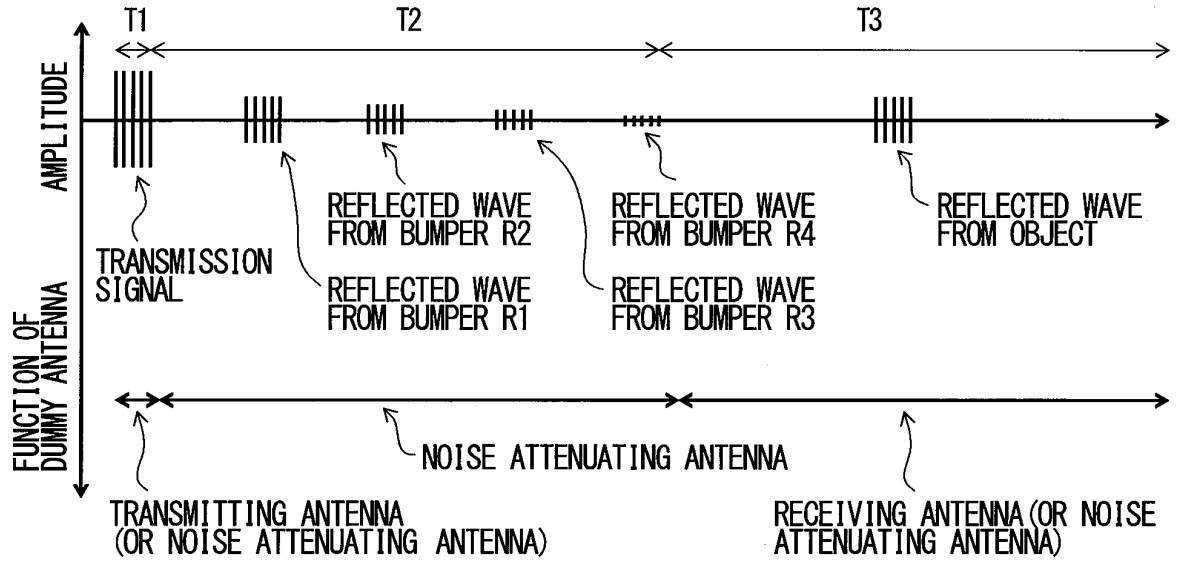 T1
T2
T3
AMPLITUDE
TRANSMISSION
SIGNAL
REFLECTED WAVE
FROM BUMPER R2
REFLECTED WAVE
FROM BUMPER R1
REFLECTED WAVE
FROM BUMPER R4
REFLECTED WAVE
FROM BUMPER R3
REFLECTED WAVE
FROM OBJECT
FUNCTION OF
DUMMY ANTENNA
NOISE ATTENUATING ANTENNA
TRANSMITTING ANTENNA
(OR NOISE ATTENUATING ANTENNA)
RECEIVING ANTENNA(OR NOISE
ATTENUATING ANTENNA)